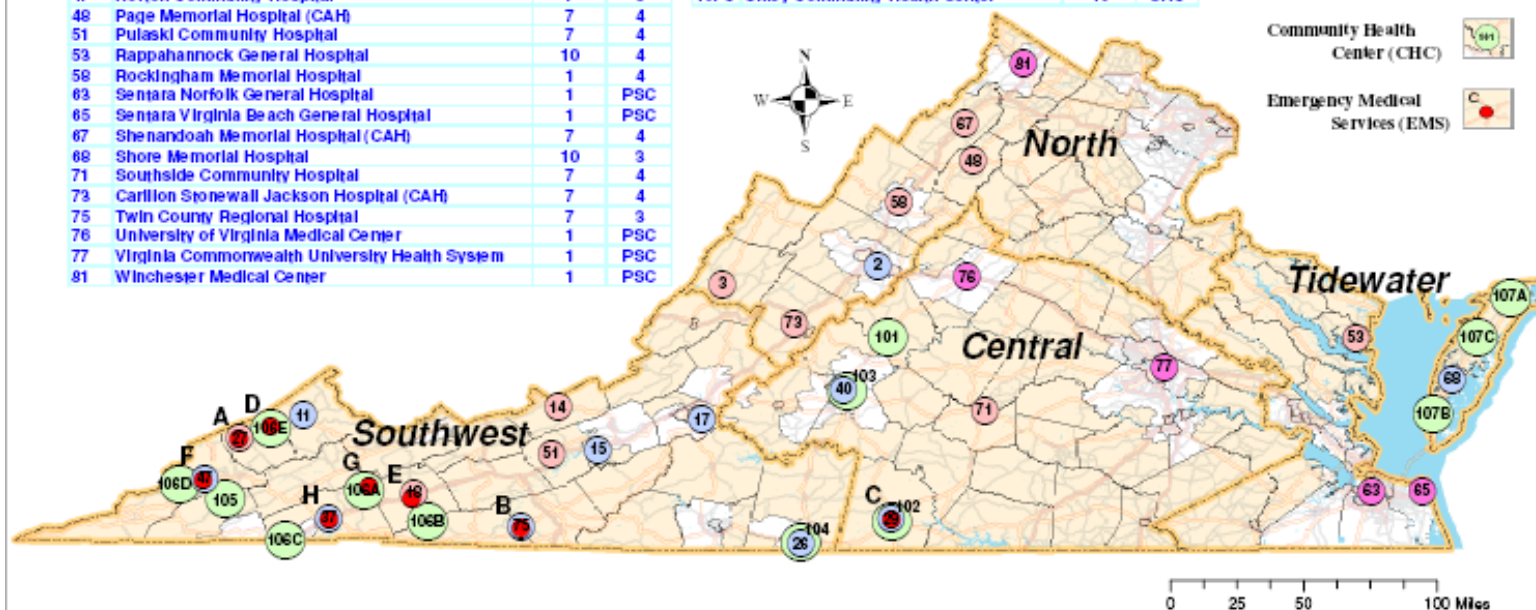 48 Page Memorial Hospital (CAH) 7 4
51 Pulaski Community Hospital 7 4
53 Rappahannock General Hospital 10 4
58 Rockingham Memorial Hospital 1 4
63 Sentara Norfolk General Hospital 1 PSC
65 Sentara Virginia Beach General Hospital 1 PSC
67 Shenandoah Memorial Hospital (CAH) 7 4
68 Shore Memorial Hospital 10 3
71 Southside Community Hospital 7 4
73 Carilion Stonewall Jackson Hospital (CAH) 7 4
75 Twin County Regional Hospital 7 3
76 University of Virginia Medical Center 1 PSC
77 Virginia Commonwealth University Health System 1 PSC
81 Winchester Medical Center 1 PSC
Community Health
Center (CHC)
101
Emergency Medical
Services (EMS)
C
N
W E
S
81
67
North
48
58
2
76
3
Tidewater
107A
73
101
Central
53
107C
77
68
103
40
14
71
107B
D
A
11
17
106E
27
Southwest
15
51
F
47
106D
G
106A
E
18
105
63
65
H
37
106B
B
75
C
102
29
106C
104
26
0 25 50 100 Miles